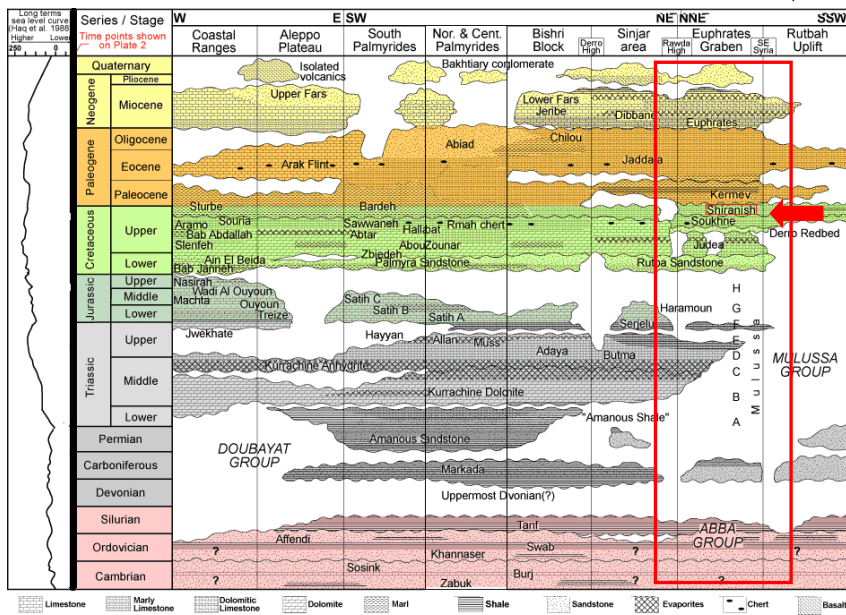 Long terms
sea level curve
(Haq et al. 1988
Higher Lower
250 0
Series / Stage
Time points shown
on Plate 2
W E SW NE NNE SSW
Coastal
Ranges
Aleppo
Plateau
South
Palmyrides
Nor. & Cent.
Palmyrides
Bishri
Block
Derro
High
Sinjar
area
Rawda
High
Euphrates
Graben
SE
Syria
Rutbah
Uplift
Quaternary
Neogene
Pliocene
Miocene
Paleogene
Oligocene
Eocene
Paleocene
Cretaceous
Upper
Lower
Jurassic
Upper
Middle
Lower
Triassic
Upper
Middle
Lower
Permian
Carboniferous
Devonian
Silurian
Ordovician
Cambrian
Isolated
volcanics
Bakhtiary conglomerate
Upper Fars
Lower Fars
Jeribe
Dibbane
Euphrates
Chilou
Abiad
Arak Flint
Jaddala
Kermev
Sturbe
Bardeh
Shiranish
Aramo
Souria
Sawwaneh
Rmah chert
Soukhne
Bab Abdallah
Abtar
Hallabat
Derro Redbed
Slenfeh
AbouZounar
Judea
Zbiedeh
Ain El Beida
Palmyra Sandstone
Rutba Sandstone
Bab Janneh
Nasirah
Wadi Al Ouyoun
Machta
Ouyoun
Treize
Satih C
Satih B
Satih A
Haramoun
Serjelu
Jwekhate
Hayyan
Allan
Muss
Adaya
Butma
Kurrachine Anhydrite
Kurrachine Dolomite
H
G
F
E
D
C
B
A
Mulussa
MULUSSA
GROUP
"Amanous Shale"
Amanous Sandstone
DOUBAYAT
GROUP
Markada
Uppermost Dvonian(?)
Tanf
ABBA
GROUP
Affendi
Swab
? ? ?
Khannaser
Sosink
Burj
? ? ?
Zabuk
Limestone
Marly
Limestone
Dolomitic
Limestone
Dolomite
Marl
Shale
Sandstone
Evaporites
Chert
Basalt